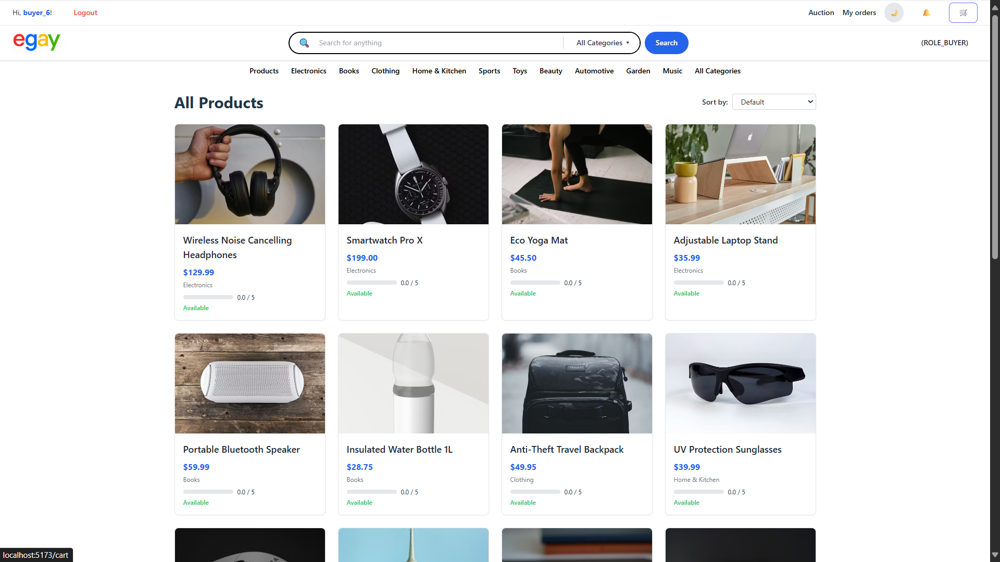 Hi, buyer_6!
Logout
Auction
My orders
egay
Search for anything
All Categories
Search
(ROLE_BUYER)
Products
Electronics
Books
Clothing
Home & Kitchen
Sports
Toys
Beauty
Automotive
Garden
Music
All Categories
All Products
Sort by:
Default
Wireless Noise Cancelling
Headphones
$129.99
Electronics
0.0 / 5
Available
Smartwatch Pro X
$199.00
Electronics
0.0 / 5
Available
Eco Yoga Mat
$45.50
Books
0.0 / 5
Available
Adjustable Laptop Stand
$35.99
Electronics
0.0 / 5
Available
Portable Bluetooth Speaker
$59.99
Books
0.0 / 5
Available
Insulated Water Bottle 1L
$28.75
Books
0.0 / 5
Available
TENBA
Anti-Theft Travel Backpack
$49.95
Clothing
0.0 / 5
Available
UV Protection Sunglasses
$39.99
Home & Kitchen
0.0 / 5
Available
localhost:5173/cart